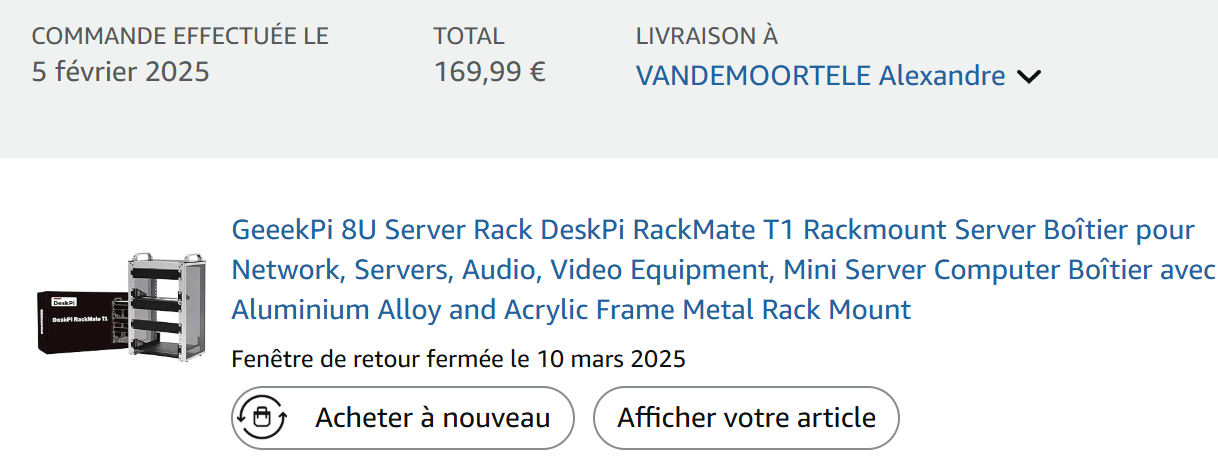 COMMANDE EFFECTUÉE LE
5 février 2025
TOTAL
169,99 €
LIVRAISON À
VANDEMOORTELE Alexandre
DeskPi
DeskPi RackMate T1
GeeekPi 8U Server Rack DeskPi RackMate T1 Rackmount Server Boîtier pour
Network, Servers, Audio, Video Equipment, Mini Server Computer Boîtier avec
Aluminium Alloy and Acrylic Frame Metal Rack Mount
Fenêtre de retour fermée le 10 mars 2025
Acheter à nouveau
Afficher votre article